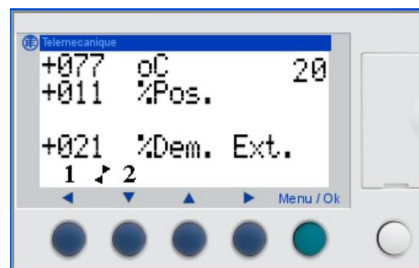 Telemecanique
+077 oC 20
+011 %Pos.
+021 %Dem. Ext.
1 2
Menu / Ok